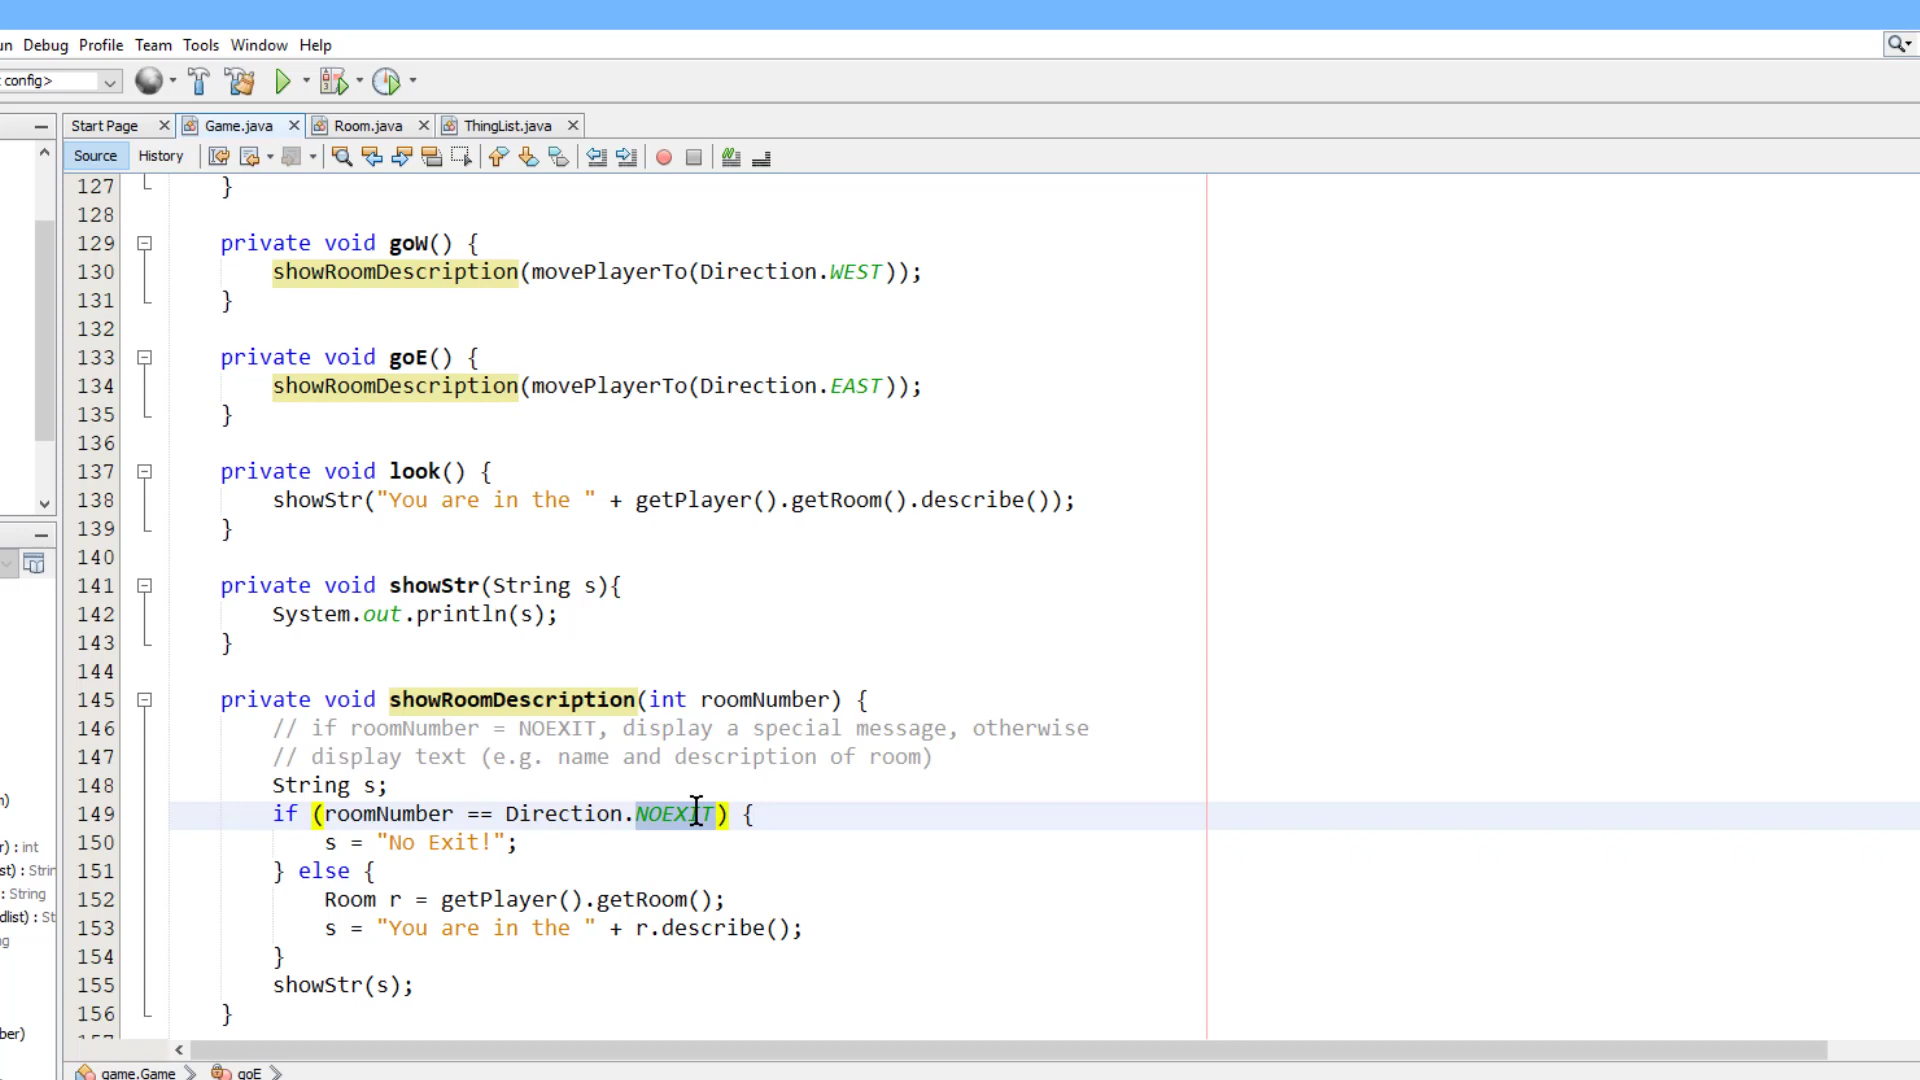 un Debug Profile Team Tools Window Help
config>
Start Page Game.java Room.java ThingList.java
Source History
127 }
128
129 private void goW() {
130 showRoomDescription(movePlayerTo(Direction.WEST));
131 }
132
133 private void goE() {
134 showRoomDescription(movePlayerTo(Direction.EAST));
135 }
136
137 private void look() {
138 showStr("You are in the " + getPlayer().getRoom().describe());
139 }
140
141 private void showStr(String s){
142 System.out.println(s);
143 }
144
145 private void showRoomDescription(int roomNumber) {
146 // if roomNumber = NOEXIT, display a special message, otherwise
147 // display text (e.g. name and description of room)
148 String s;
149 if (roomNumber == Direction.NOEXIT) {
150 s = "No Exit!";
151 } else {
152 Room r = getPlayer().getRoom();
153 s = "You are in the " + r.describe();
154 }
155 showStr(s);
156 }
r) : int
st) : Strin
: String
dlist) : St
ng
ber)
game.Game goE